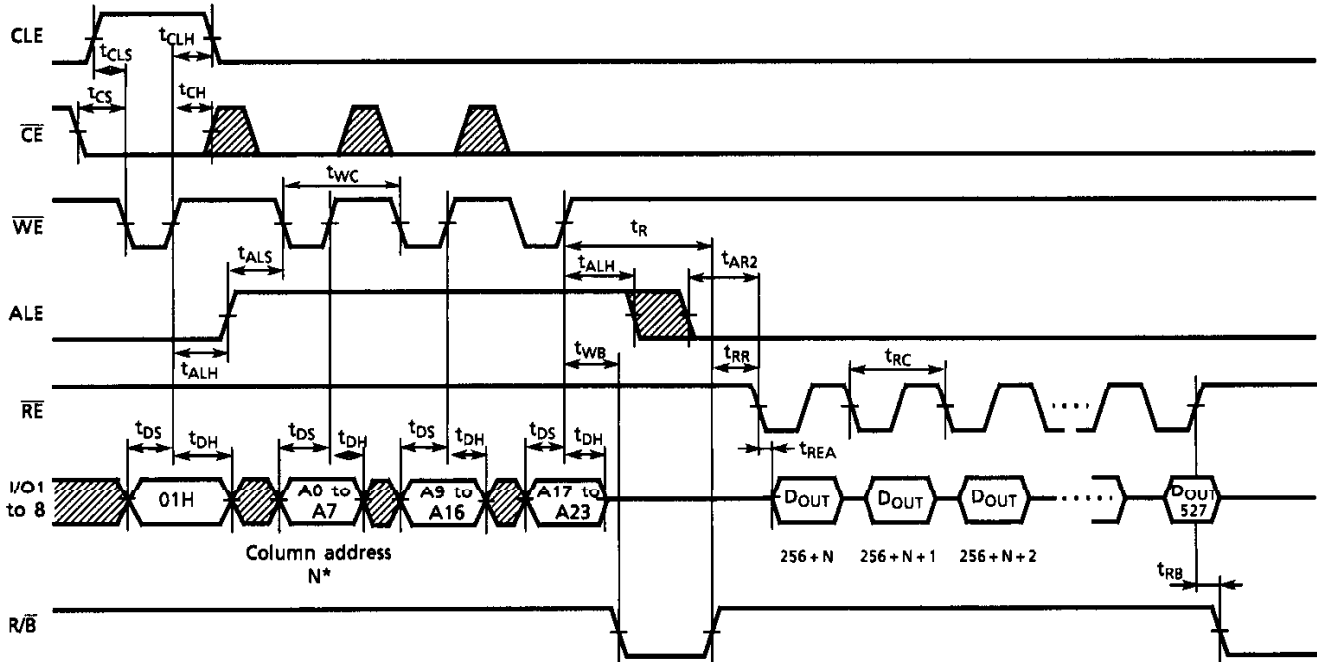 CLE
tCLS
tCLH
tCS
tCH
CE
tWC
WE
tR
tALS
tALH
tAR2
ALE
tALH
tWB
tRR
tRC
RE
tDS
tDH
tDS
tDH
tDS
tDH
tDS
tDH
tREA
I/O1
to 8
01H
A0 to
A7
A9 to
A16
A17 to
A23
DOUT
DOUT
DOUT
DOUT
527
Column address
N*
256 + N
256 + N + 1
256 + N + 2
tRB
R/B